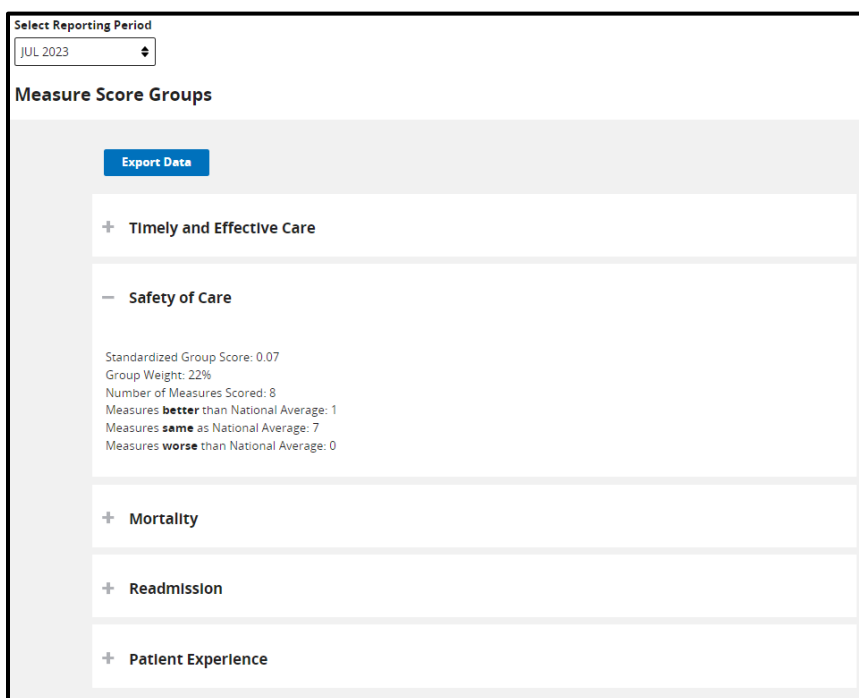 Select Reporting Period
JUL 2023
Measure Score Groups
Export Data
Timely and Effective Care
Safety of Care
Standardized Group Score: 0.07
Group Weight: 22%
Number of Measures Scored: 8
Measures better than National Average: 1
Measures same as National Average: 7
Measures worse than National Average: 0
Mortality
Readmission
Patient Experience